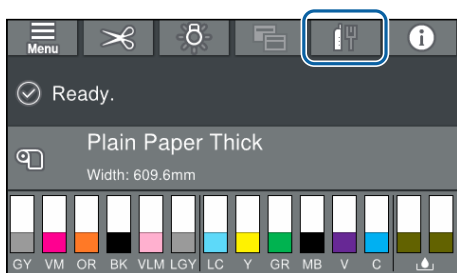 Menu
Ready.
Plain Paper Thick
Width: 609.6mm
GY VM OR BK VLM LGY LC Y GR MB V C